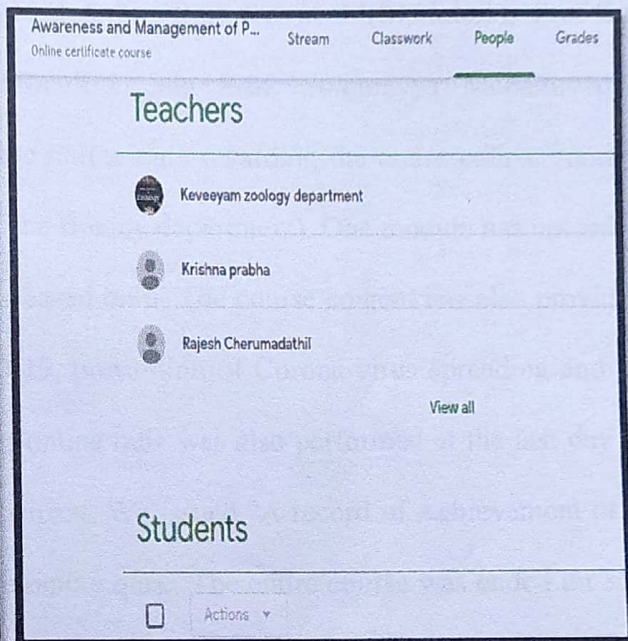 Awareness and Management of P...
Online certificate course
Stream Classwork People Grades
Teachers
Keveeyam zoology department
Krishna prabha
Rajesh Cherumadathil
View all
Students
Actions